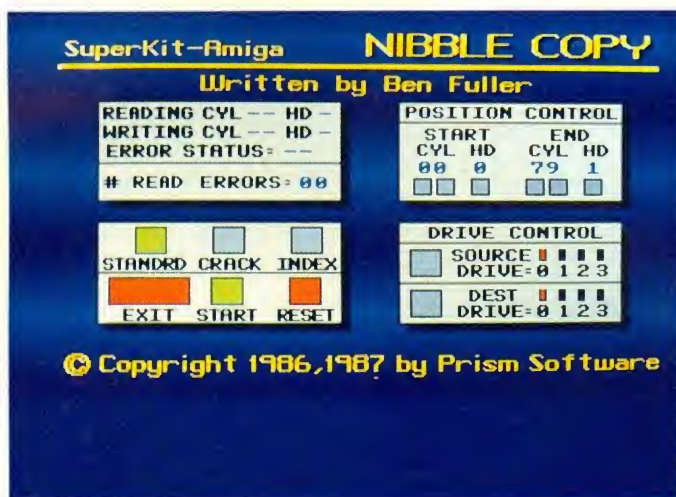 SuperKit-Amiga NIBBLE COPY
Written by Ben Fuller
READING CYL -- HD -
WRITING CYL -- HD -
ERROR STATUS= --
# READ ERRORS= 00
POSITION CONTROL
START END
CYL HD CYL HD
00 0 79 1
STANDRD CRACK INDEX
EXIT START RESET
DRIVE CONTROL
SOURCE
DRIVE= 0 1 2 3
DEST
DRIVE= 0 1 2 3
© Copyright 1986,1987 by Prism Software